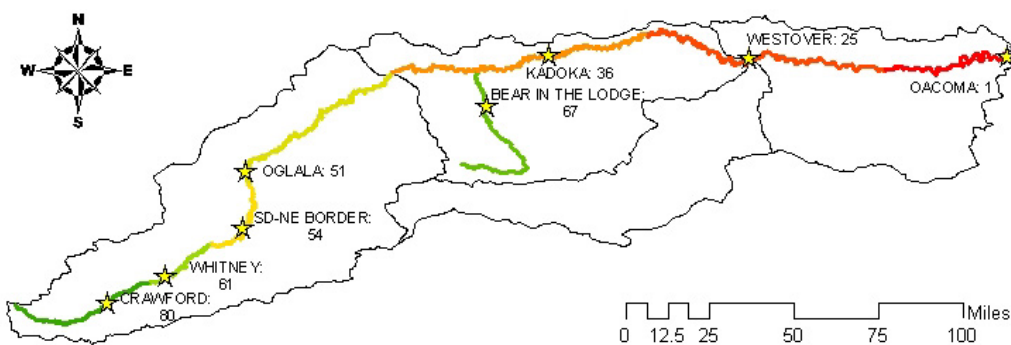 N
W E
S
WESTOVER: 25
KADOKA: 36
OACOMA: 1
BEAR IN THE LODGE:
67
OGLALA: 51
SD-NE BORDER:
54
WHITNEY:
61
CRAWFORD:
80
Miles
0 12.5 25 50 75 100